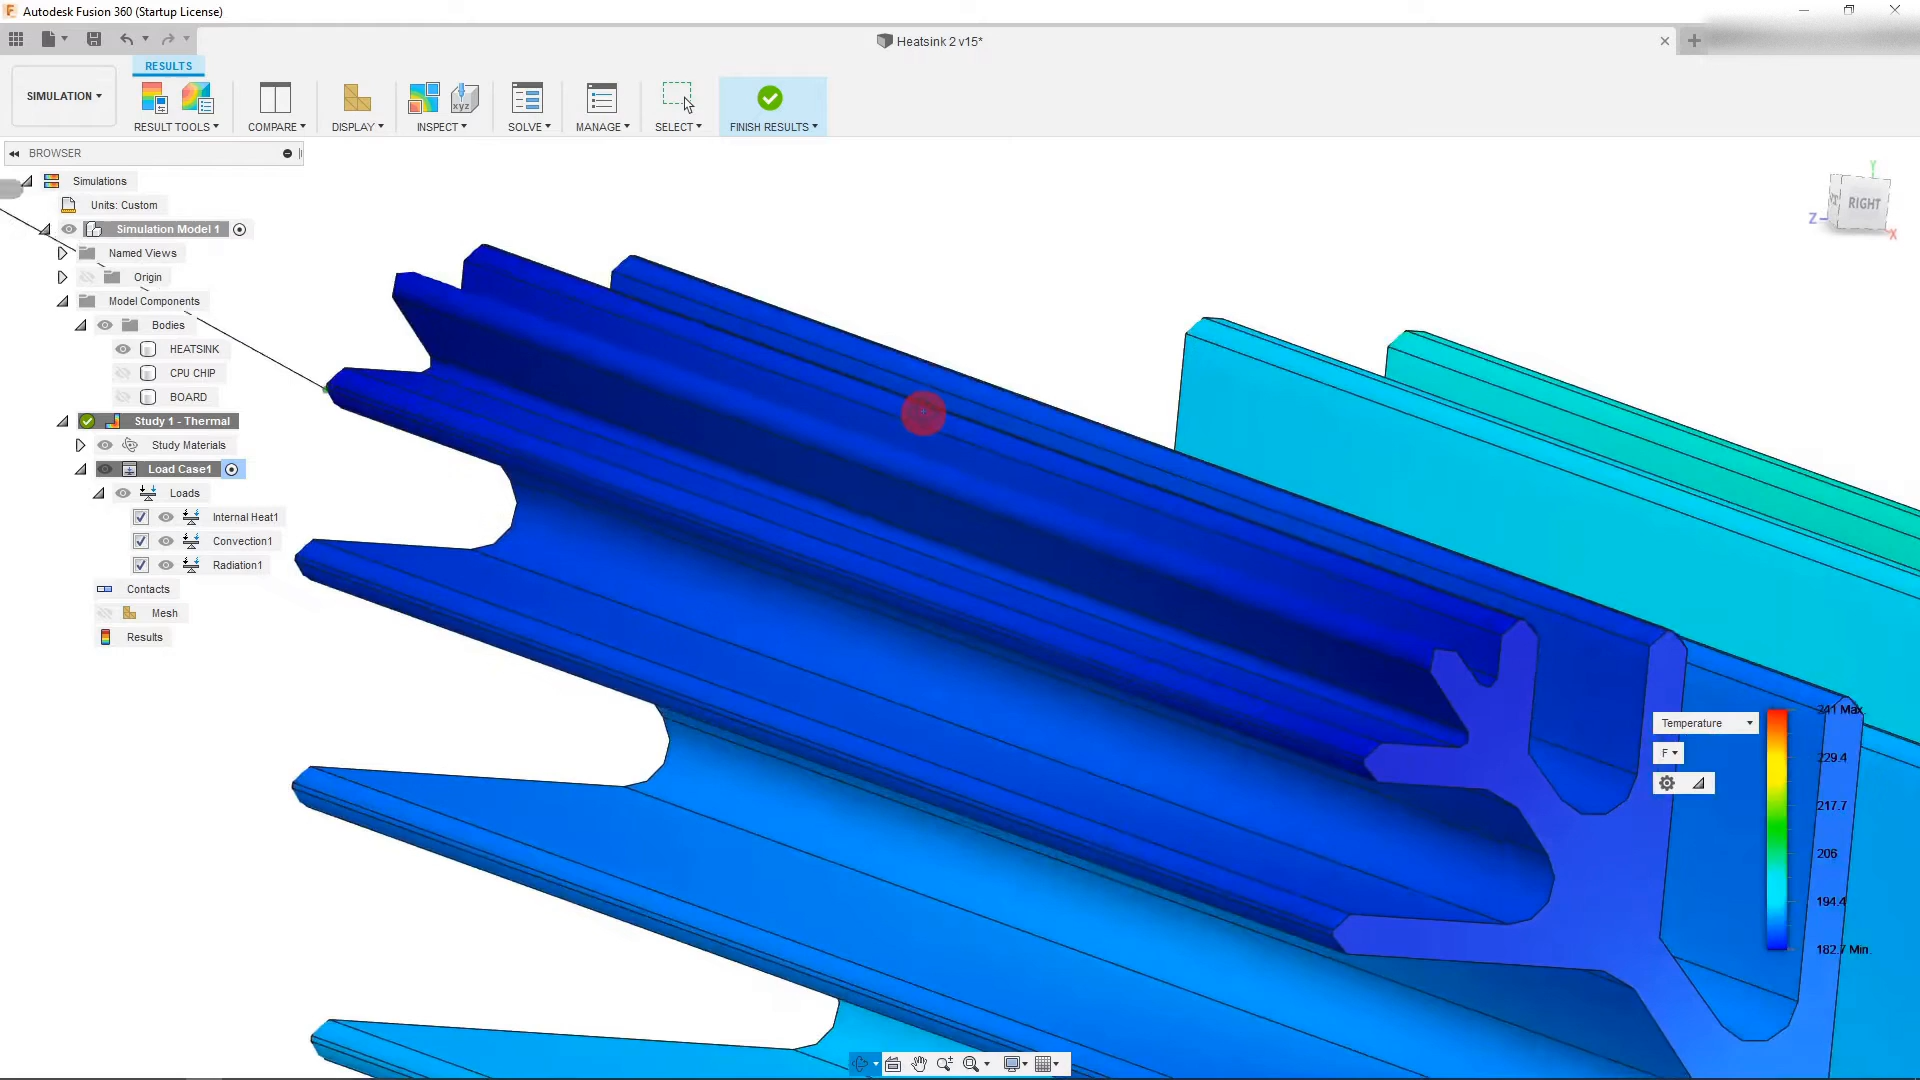 Autodesk Fusion 360 (Startup License)
Heatsink 2 v15*
RESULTS
SIMULATION
RESULT TOOLS
COMPARE
DISPLAY
INSPECT
SOLVE
MANAGE
SELECT
FINISH RESULTS
xyz
BROWSER
Simulations
Units: Custom
Simulation Model 1
Named Views
Origin
Model Components
Bodies
HEATSINK
CPU CHIP
BOARD
Study 1 - Thermal
Study Materials
Load Case1
Loads
Internal Heat1
Convection1
Radiation1
Contacts
Mesh
Results
Y
RIGHT
Z
X
Temperature
F
241 Max.
229.4
217.7
206
194.4
182.7 Min.